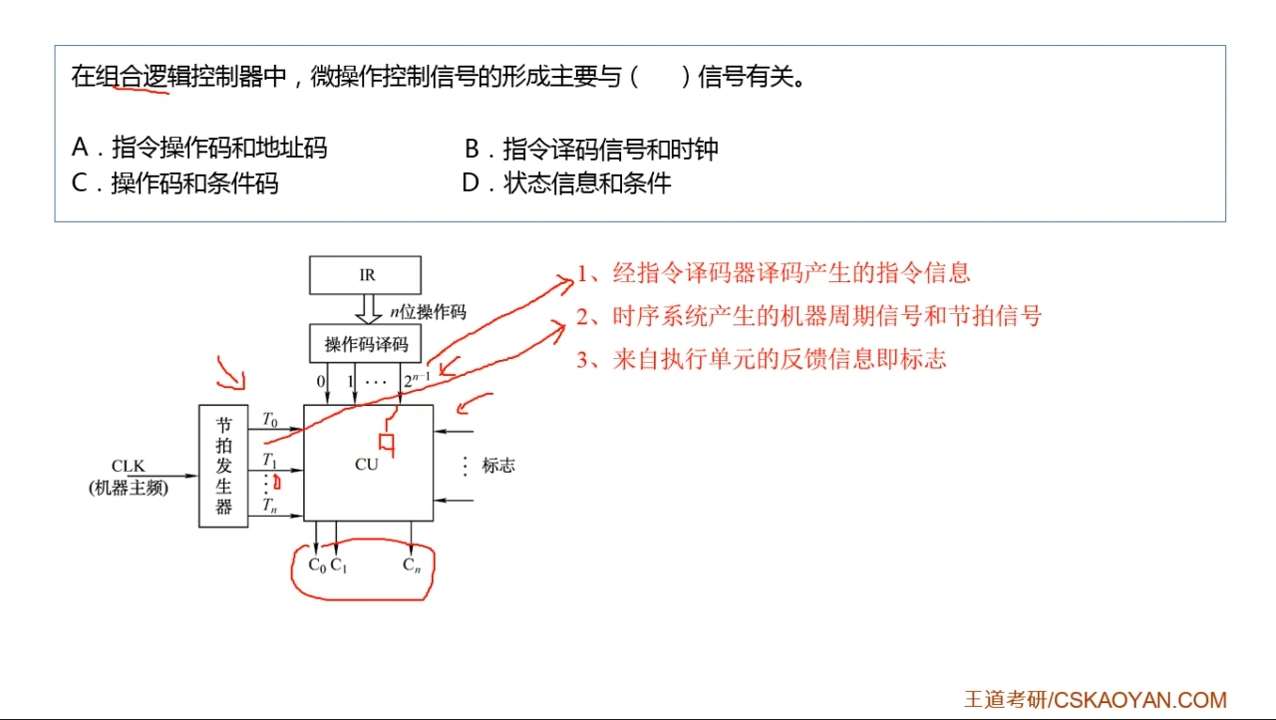 在组合逻辑控制器中，微操作控制信号的形成主要与（ ）信号有关。
A．指令操作码和地址码 B．指令译码信号和时钟
C．操作码和条件码 D．状态信息和条件
IR
n位操作码
操作码译码
0 1 ··· 2ⁿ⁻¹
1、经指令译码器译码产生的指令信息
2、时序系统产生的机器周期信号和节拍信号
3、来自执行单元的反馈信息即标志
CLK
(机器主频)
节拍发生器
T₀
T₁
⋮
Tₙ
CU
⋮ 标志
C₀ C₁ Cₙ
王道考研/CSKAOYAN.COM